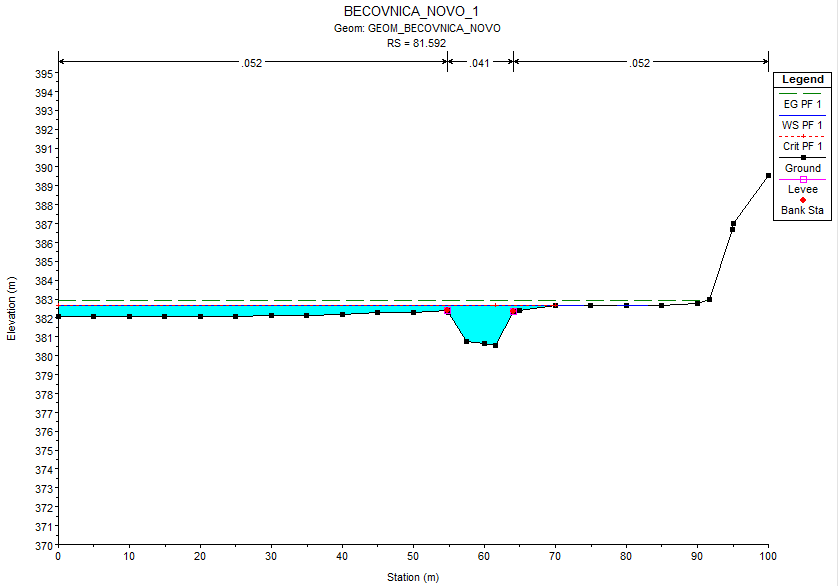 BECOVNICA_NOVO_1
Geom: GEOM_BECOVNICA_NOVO
RS = 81.592
.052 .041 .052
Legend
EG PF 1
WS PF 1
Crit PF 1
Ground
Levee
Bank Sta
395
394
393
392
391
390
389
388
387
386
385
384
383
382
381
380
379
378
377
376
375
374
373
372
371
370
Elevation (m)
0 10 20 30 40 50 60 70 80 90 100
Station (m)